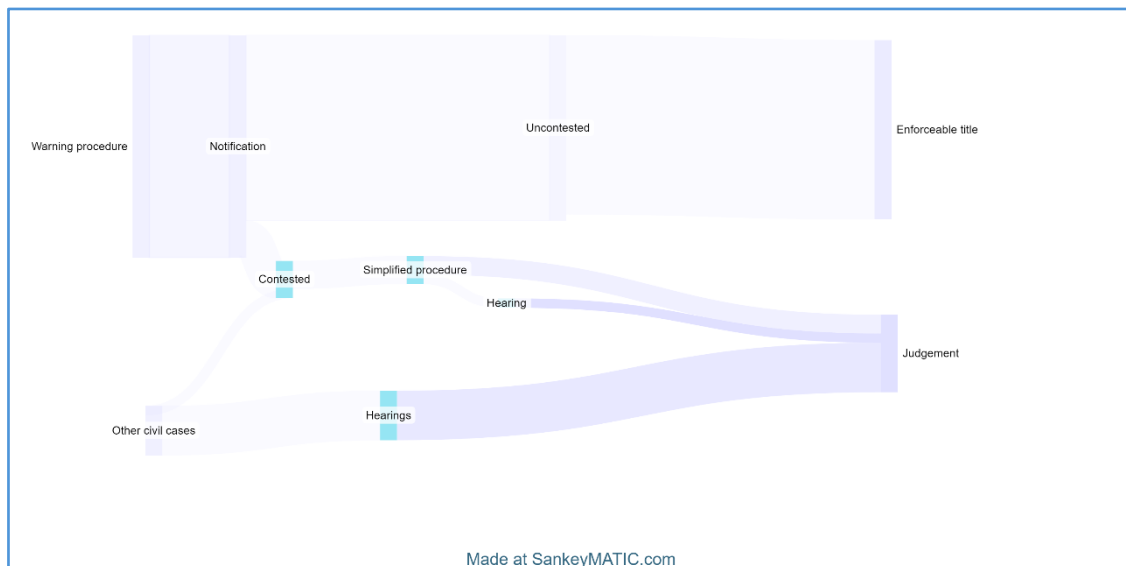 Uncontested
Enforceable title
Warning procedure
Notification
Contested
Simplified procedure
Hearing
Judgement
Hearings
Other civil cases
Made at SankeyMATIC.com